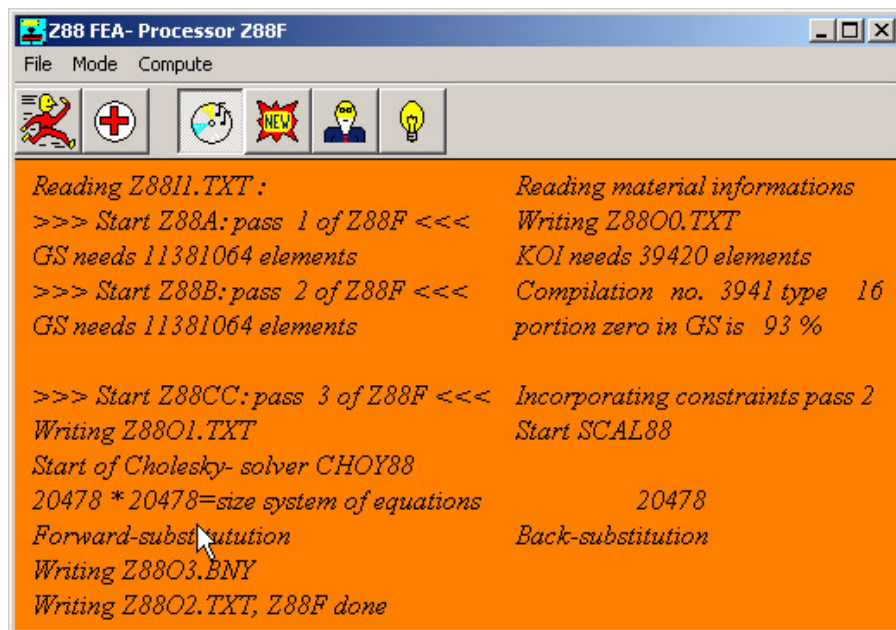 Z88 FEA- Processor Z88F
File Mode Compute
NEW
Reading Z88I1.TXT : Reading material informations
>>> Start Z88A: pass 1 of Z88F <<< Writing Z88O0.TXT
GS needs 11381064 elements KOI needs 39420 elements
>>> Start Z88B: pass 2 of Z88F <<< Compilation no. 3941 type 16
GS needs 11381064 elements portion zero in GS is 93 %
>>> Start Z88CC: pass 3 of Z88F <<< Incorporating constraints pass 2
Writing Z88O1.TXT Start SCAL88
Start of Cholesky- solver CHOY88
20478 * 20478=size system of equations 20478
Forward-substitutution Back-substitution
Writing Z88O3.BNY
Writing Z88O2.TXT, Z88F done